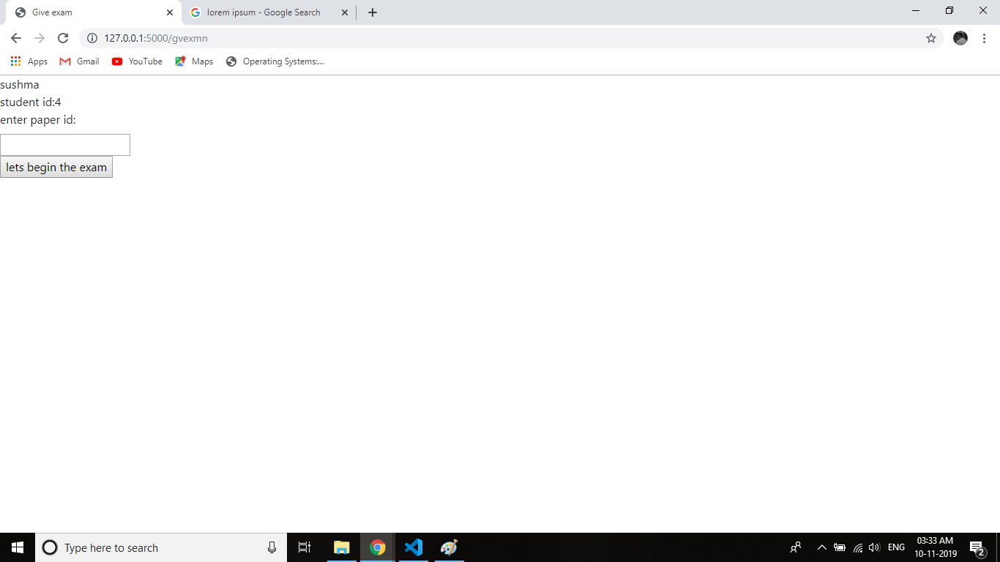 Give exam
lorem ipsum - Google Search
127.0.0.1:5000/gvexmn
Apps Gmail YouTube Maps Operating Systems:...
sushma
student id:4
enter paper id:
lets begin the exam
Type here to search
ENG
03:33 AM
10-11-2019
2